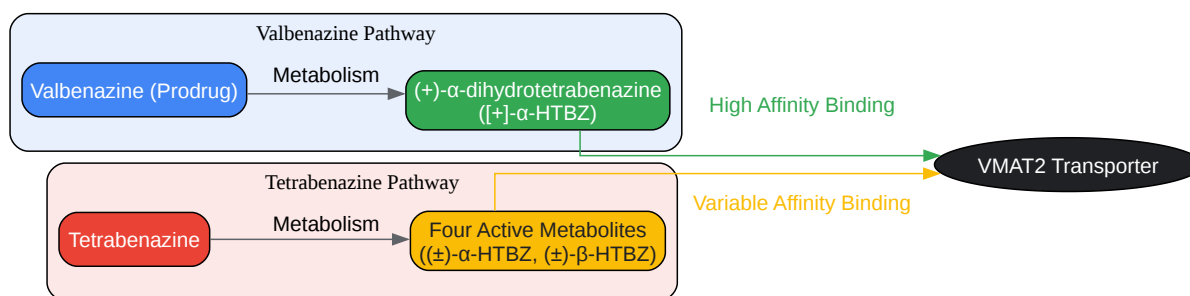 Valbenazine Pathway
Valbenazine (Prodrug)
Metabolism
(+)-α-dihydrotetrabenazine
([+]-α-HTBZ)
High Affinity Binding
VMAT2 Transporter
Tetrabenazine Pathway
Tetrabenazine
Metabolism
Four Active Metabolites
((±)-α-HTBZ, (±)-β-HTBZ)
Variable Affinity Binding